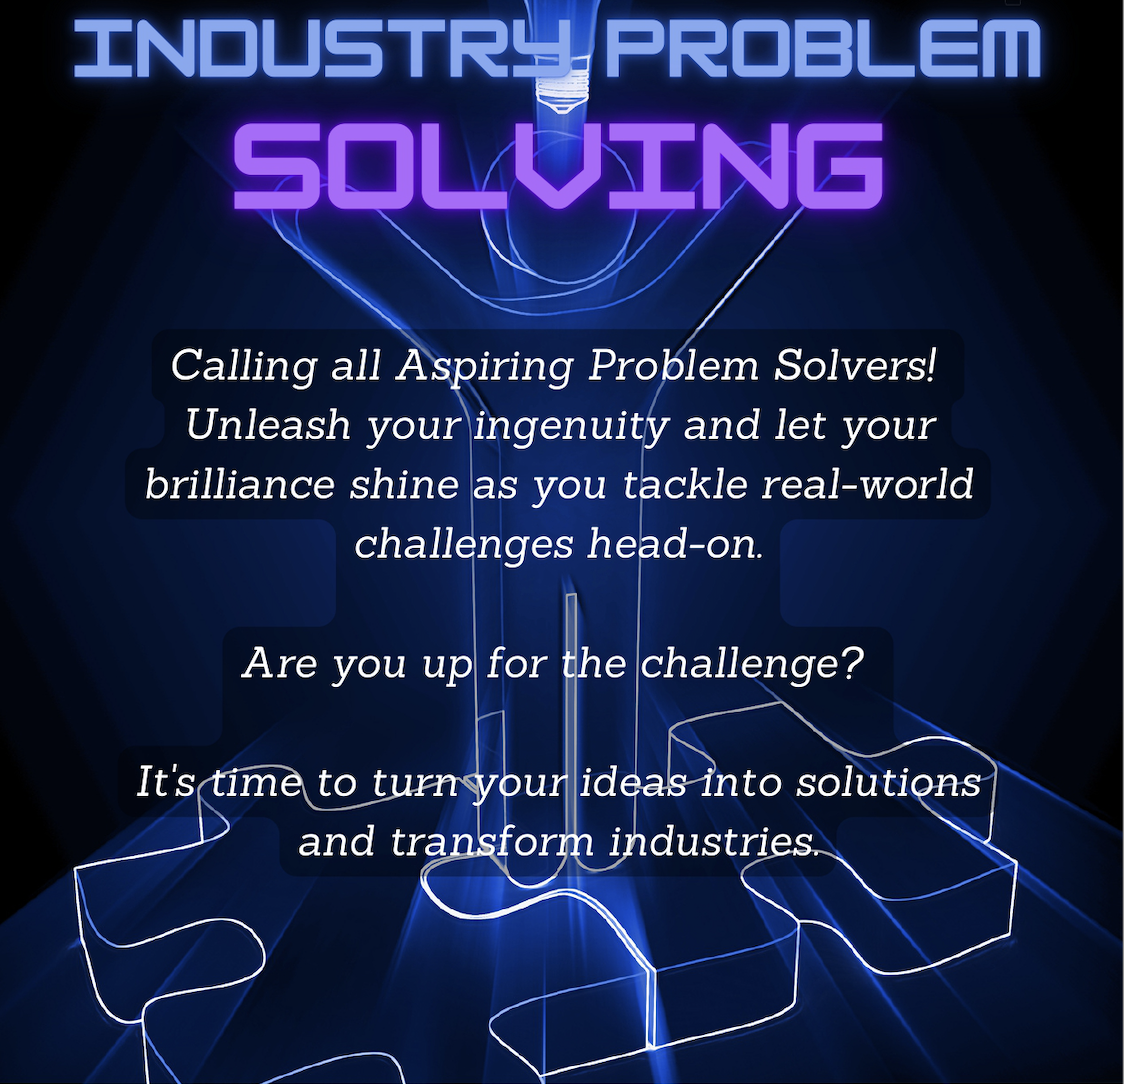 INDUSTRY PROBLEM
SOLVING
Calling all Aspiring Problem Solvers!
Unleash your ingenuity and let your
brilliance shine as you tackle real-world
challenges head-on.
Are you up for the challenge?
It's time to turn your ideas into solutions
and transform industries.